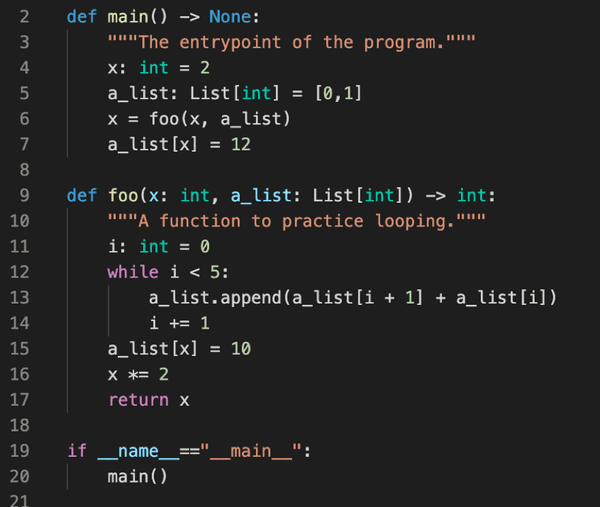 2 def main() -> None:
3     """The entrypoint of the program."""
4     x: int = 2
5     a_list: List[int] = [0,1]
6     x = foo(x, a_list)
7     a_list[x] = 12
8
9 def foo(x: int, a_list: List[int]) -> int:
10     """A function to practice looping."""
11     i: int = 0
12     while i < 5:
13         a_list.append(a_list[i + 1] + a_list[i])
14         i += 1
15     a_list[x] = 10
16     x *= 2
17     return x
18
19 if __name__=="__main__":
20     main()
21